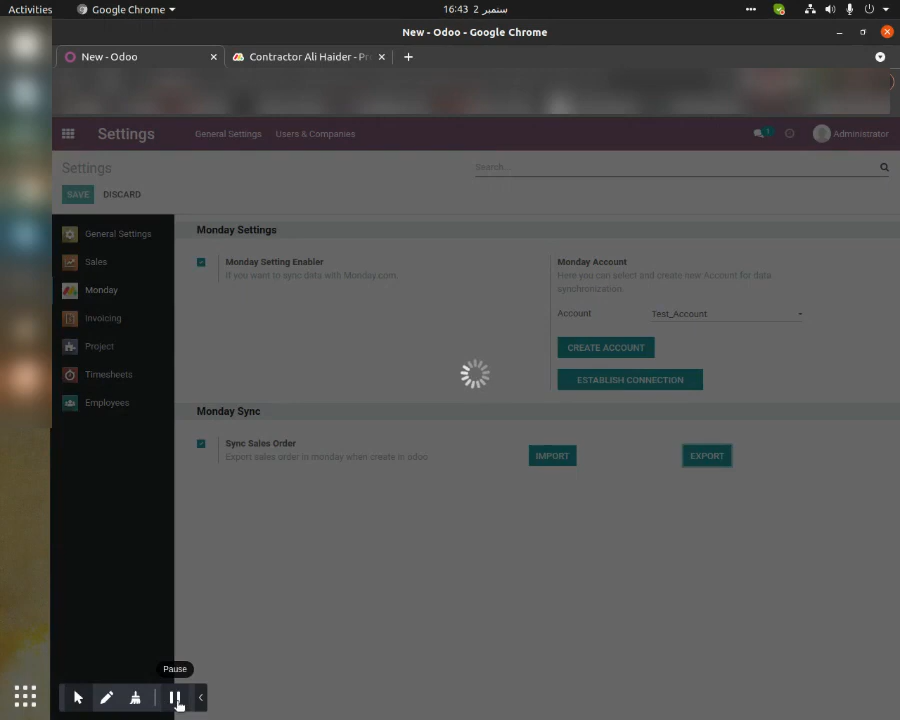 Activities
Google Chrome
16:43 2 ستمبر
New - Odoo - Google Chrome
New - Odoo
Contractor Ali Haider - Pr
Settings
General Settings
Users & Companies
1
Administrator
Settings
Search...
SAVE
DISCARD
General Settings
Sales
Monday
Invoicing
Project
Timesheets
Employees
Monday Settings
Monday Setting Enabler
If you want to sync data with Monday.com.
Monday Account
Here you can select and create new Account for data
synchronization.
Account
Test_Account
CREATE ACCOUNT
ESTABLISH CONNECTION
Monday Sync
Sync Sales Order
Export sales order in monday when create in odoo
IMPORT
EXPORT
Pause